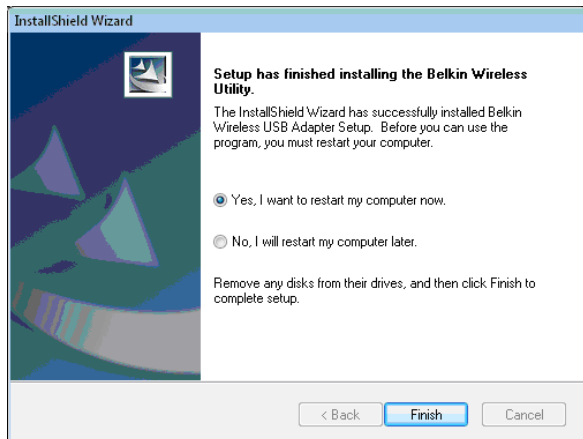 InstallShield Wizard
Setup has finished installing the Belkin Wireless
Utility.
The InstallShield Wizard has successfully installed Belkin
Wireless USB Adapter Setup.  Before you can use the
program, you must restart your computer.
Yes, I want to restart my computer now.
No, I will restart my computer later.
Remove any disks from their drives, and then click Finish to
complete setup.
< Back Finish Cancel